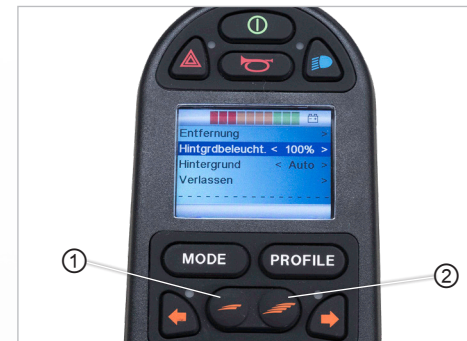 Entfernung >
Hintgrdbeleucht. < 100% >
Hintergrund < Auto >
Verlassen >
MODE PROFILE
1
2